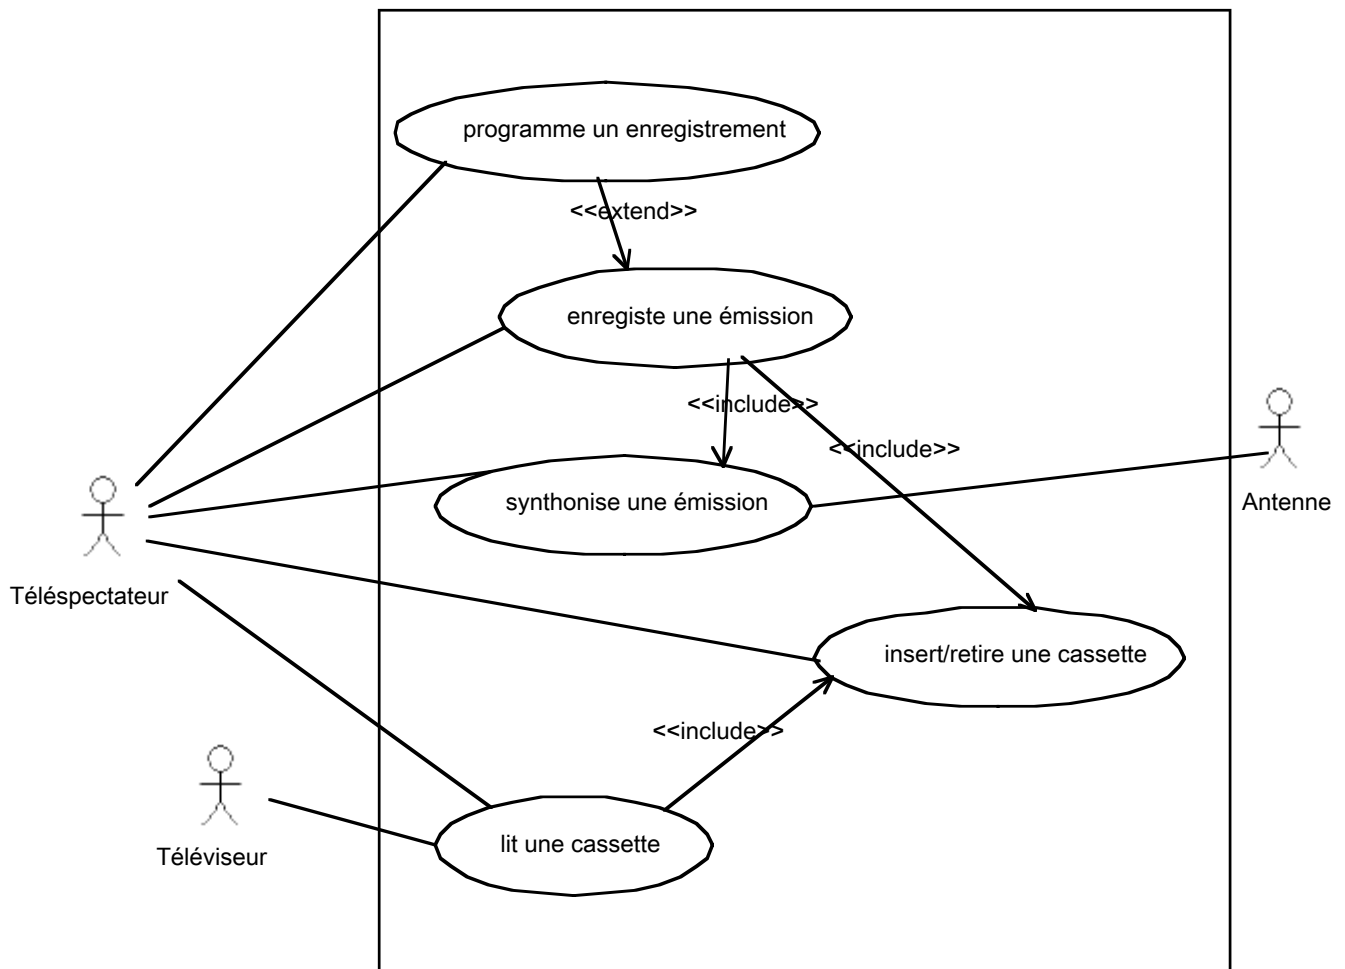 programme un enregistrement
<<extend>>
enregiste une émission
<<include>>
<<include>>
synthonise une émission
Antenne
Téléspectateur
insert/retire une cassette
<<include>>
lit une cassette
Téléviseur